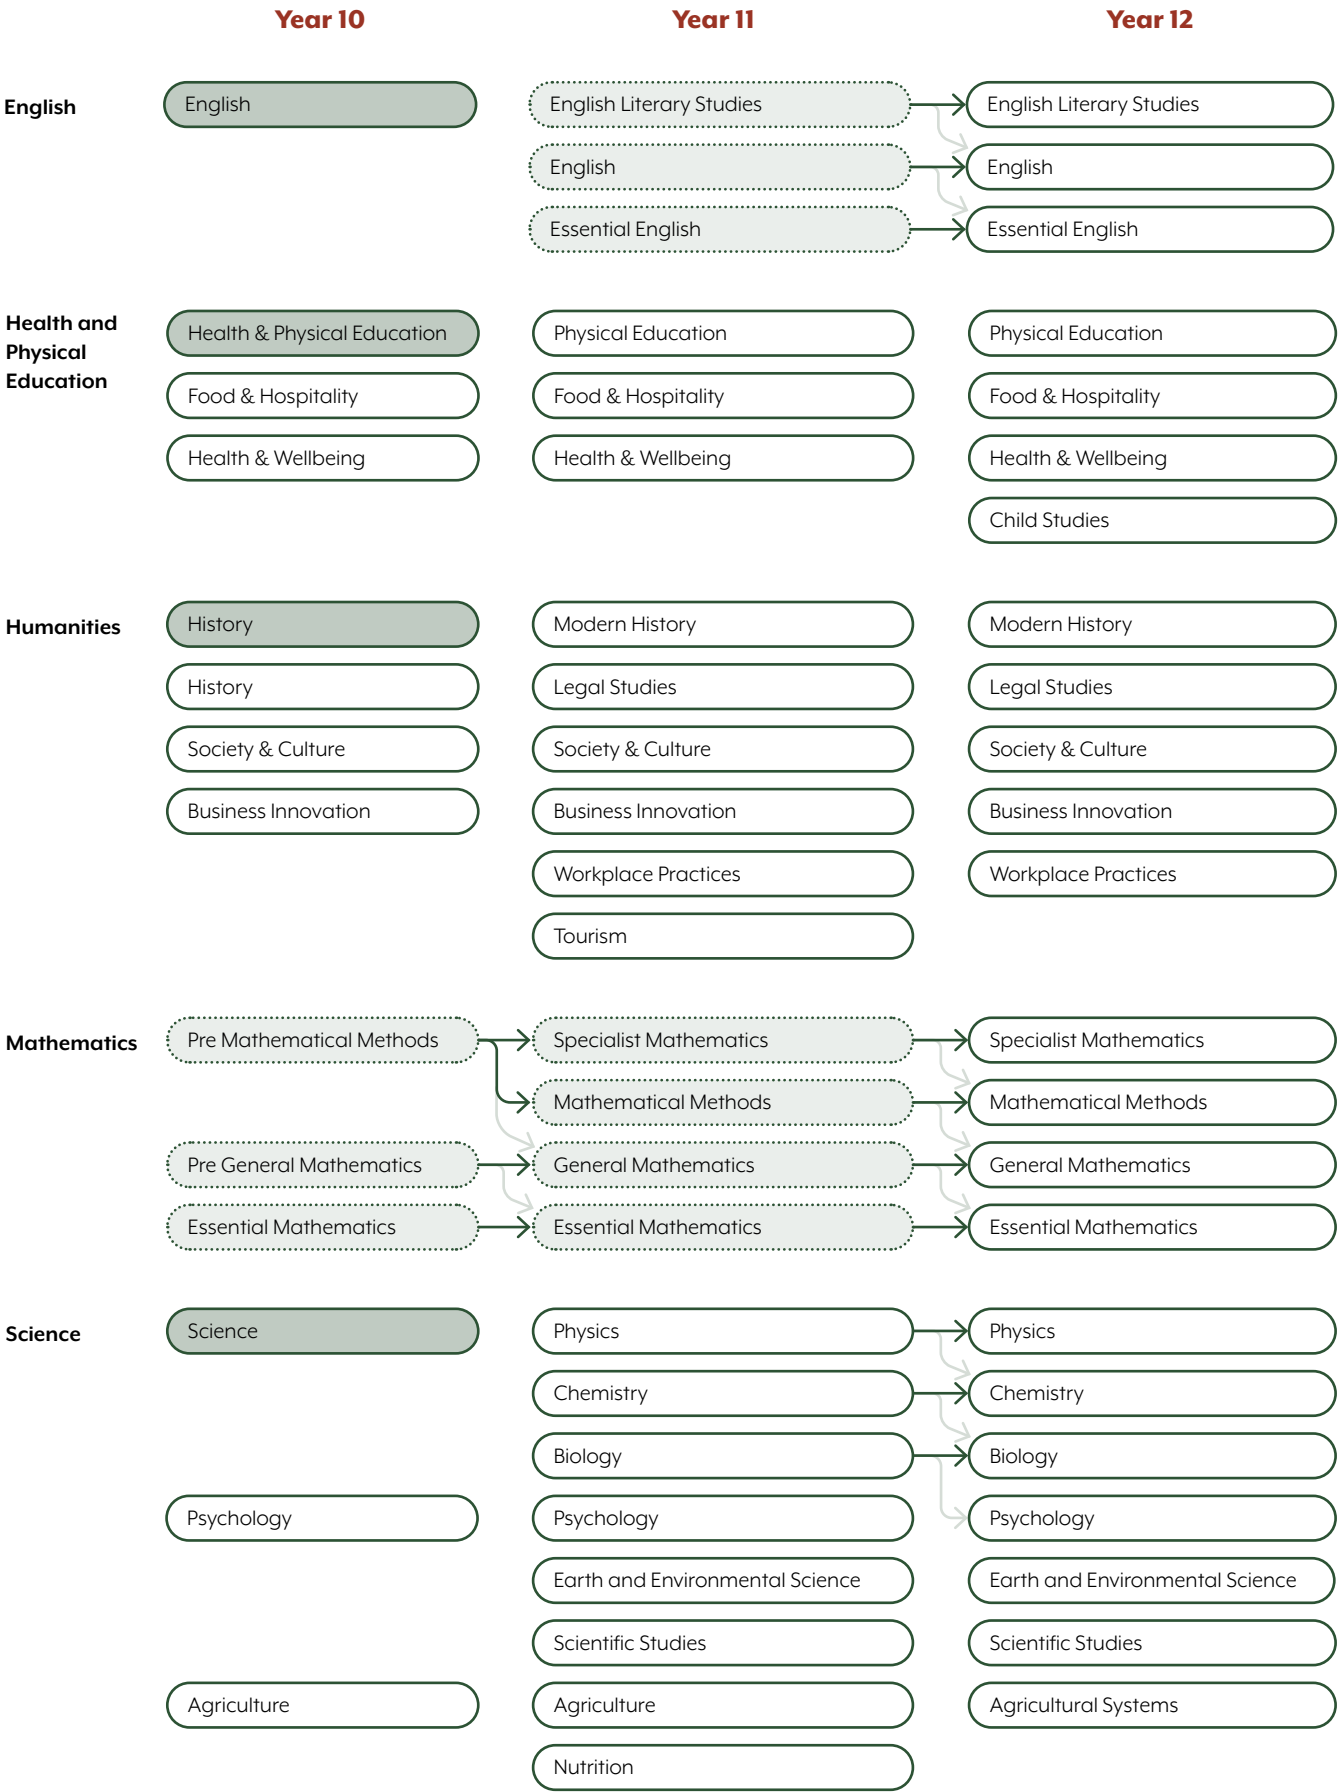 Year 10
Year 11
Year 12
English
English
English Literary Studies
English Literary Studies
English
English
Essential English
Essential English
Health and
Physical
Education
Health & Physical Education
Physical Education
Physical Education
Food & Hospitality
Food & Hospitality
Food & Hospitality
Health & Wellbeing
Health & Wellbeing
Health & Wellbeing
Child Studies
Humanities
History
Modern History
Modern History
History
Legal Studies
Legal Studies
Society & Culture
Society & Culture
Society & Culture
Business Innovation
Business Innovation
Business Innovation
Workplace Practices
Workplace Practices
Tourism
Mathematics
Pre Mathematical Methods
Specialist Mathematics
Specialist Mathematics
Mathematical Methods
Mathematical Methods
Pre General Mathematics
General Mathematics
General Mathematics
Essential Mathematics
Essential Mathematics
Essential Mathematics
Science
Science
Physics
Physics
Chemistry
Chemistry
Biology
Biology
Psychology
Psychology
Psychology
Earth and Environmental Science
Earth and Environmental Science
Scientific Studies
Scientific Studies
Agriculture
Agriculture
Agricultural Systems
Nutrition